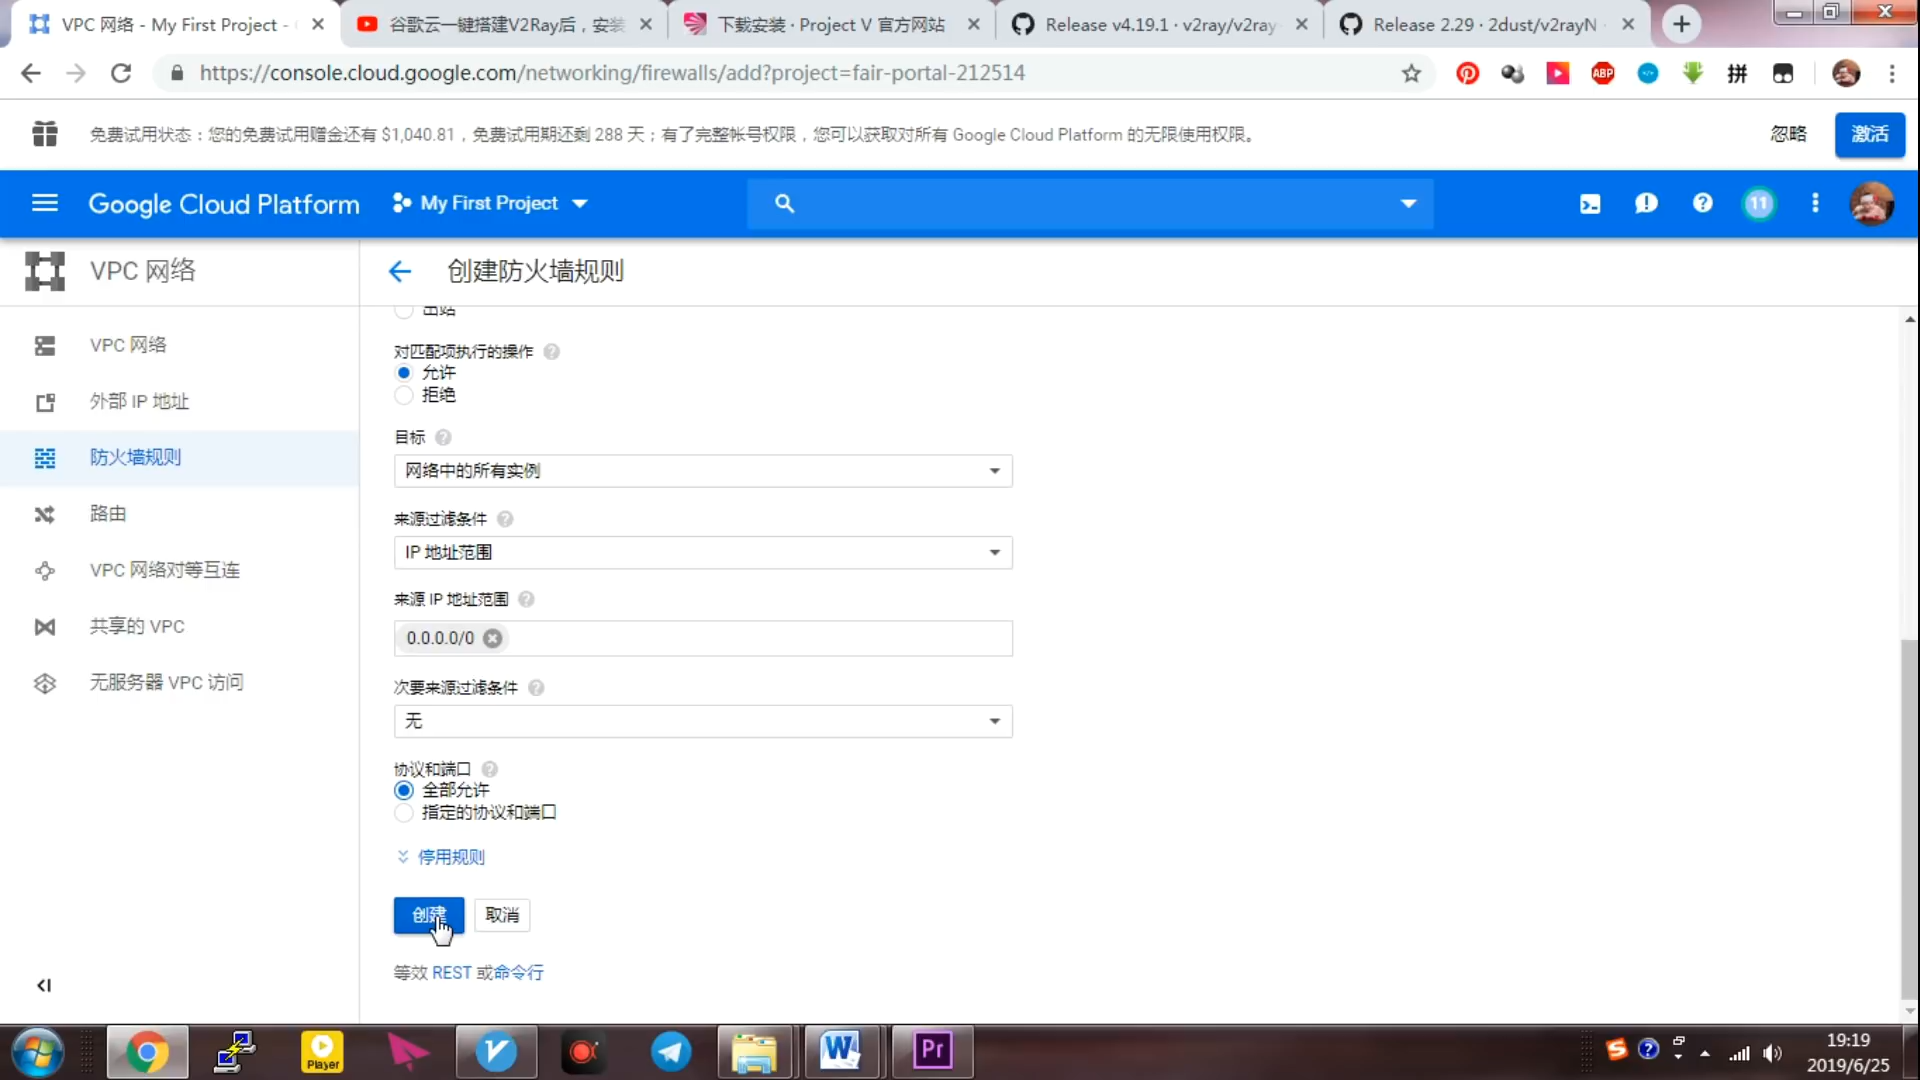 VPC 网络 - My First Project -
谷歌云一键搭建V2Ray后，安装
下载安装 · Project V 官方网站
Release v4.19.1 · v2ray/v2ray-
Release 2.29 · 2dust/v2rayN ·
https://console.cloud.google.com/networking/firewalls/add?project=fair-portal-212514
ABP
拼
免费试用状态：您的免费试用赠金还有 $1,040.81，免费试用期还剩 288 天；有了完整帐号权限，您可以获取对所有 Google Cloud Platform 的无限使用权限。
忽略
激活
Google Cloud Platform
My First Project
11
VPC 网络
创建防火墙规则
VPC 网络
外部 IP 地址
防火墙规则
路由
VPC 网络对等互连
共享的 VPC
无服务器 VPC 访问
出站
对匹配项执行的操作
允许
拒绝
目标
网络中的所有实例
来源过滤条件
IP 地址范围
来源 IP 地址范围
0.0.0.0/0
次要来源过滤条件
无
协议和端口
全部允许
指定的协议和端口
停用规则
创建
取消
等效 REST 或命令行
Player
W
Pr
19:19
2019/6/25